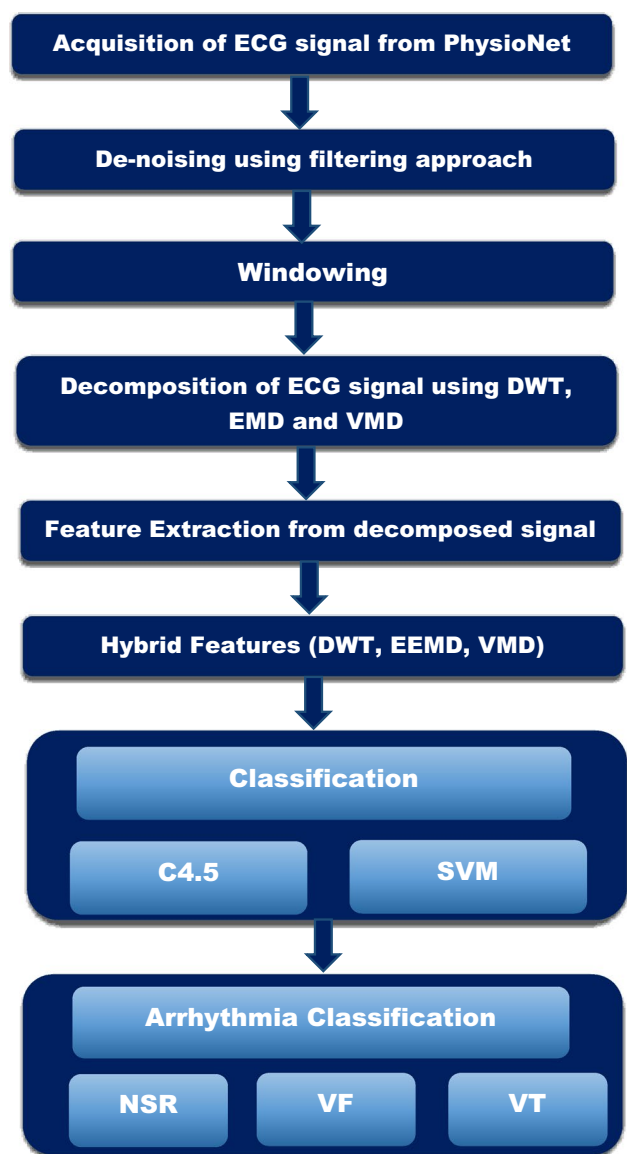 Acquisition of ECG signal from PhysioNet
De-noising using filtering approach
Windowing
Decomposition of ECG signal using DWT,
EMD and VMD
Feature Extraction from decomposed signal
Hybrid Features (DWT, EEMD, VMD)
Classification
C4.5
SVM
Arrhythmia Classification
NSR
VF
VT